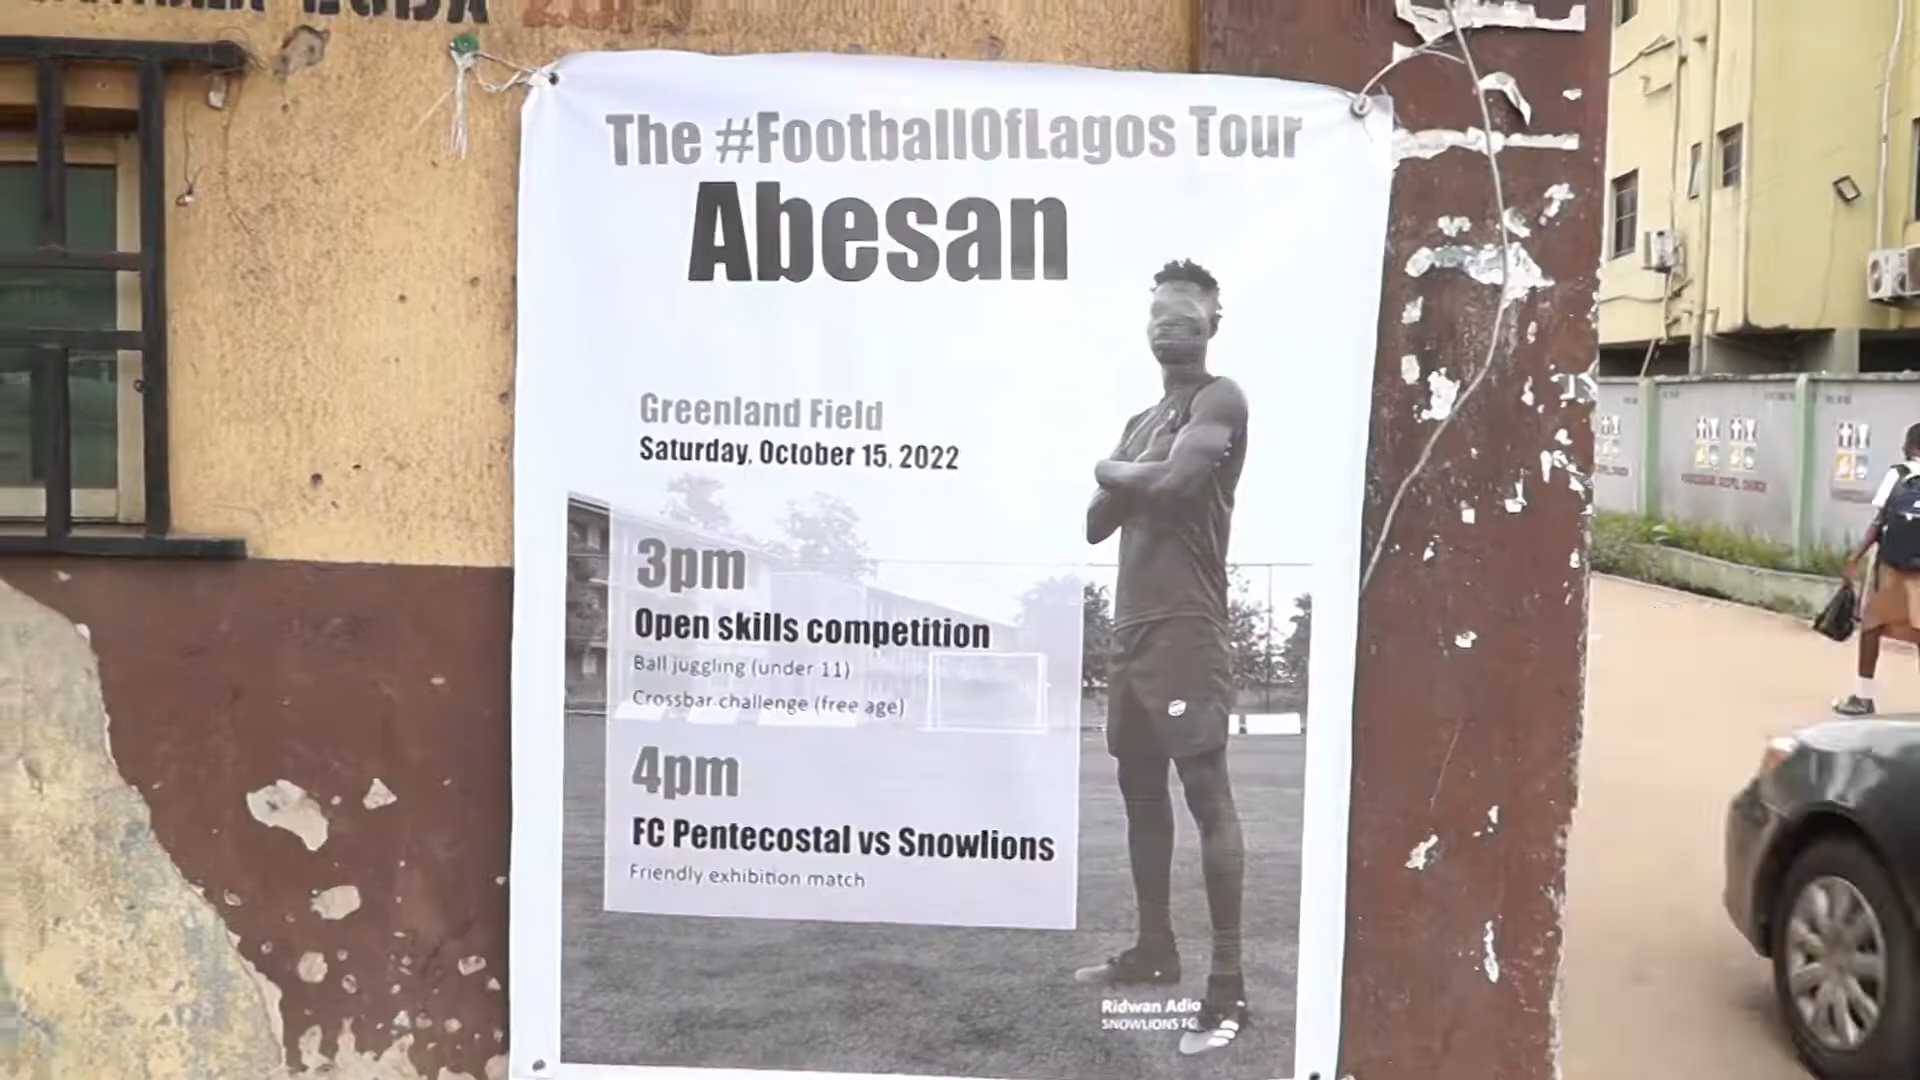 The #FootballOfLagos Tour
Abesan
Greenland Field
Saturday, October 15, 2022
3pm
Open skills competition
Ball juggling (under 11)
Crossbar challenge (free age)
4pm
FC Pentecostal vs Snowlions
Friendly exhibition match
Ridwan Adio
SNOWLIONS FC